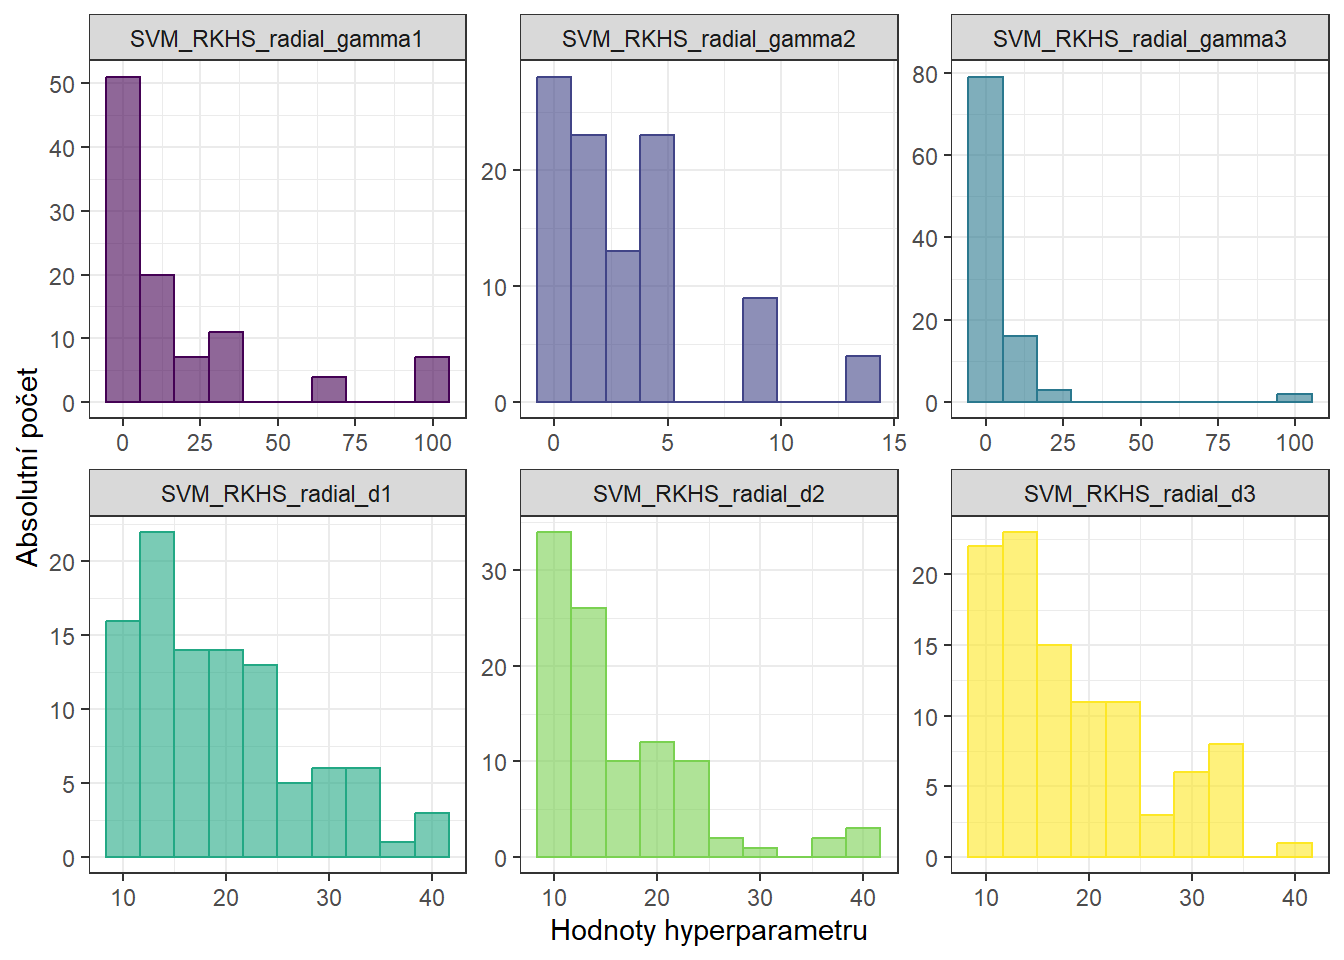 SVM_RKHS_radial_gamma1 SVM_RKHS_radial_gamma2 SVM_RKHS_radial_gamma3
50
40
30
20
10
0
20
10
0
80
60
40
20
0
0 25 50 75 100
0 5 10 15
0 25 50 75 100
Absolutní počet
SVM_RKHS_radial_d1 SVM_RKHS_radial_d2 SVM_RKHS_radial_d3
20
15
10
5
0
30
20
10
0
20
15
10
5
0
10 20 30 40
10 20 30 40
10 20 30 40
Hodnoty hyperparametru